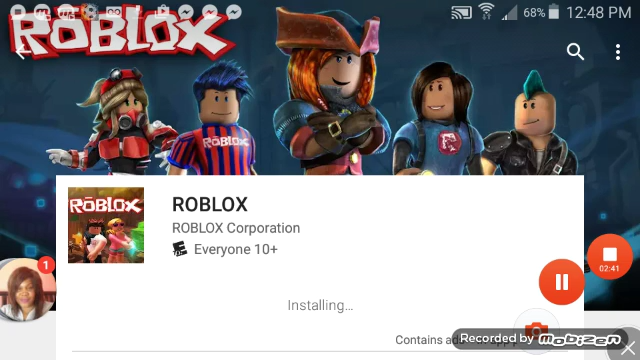 68% 12:48 PM
ROBLOX
ROBLOX
R
ROBLOX
ROBLOX
ROBLOX Corporation
E Everyone 10+
1
02:41
Installing...
Contains ad
Recorded by mobizen